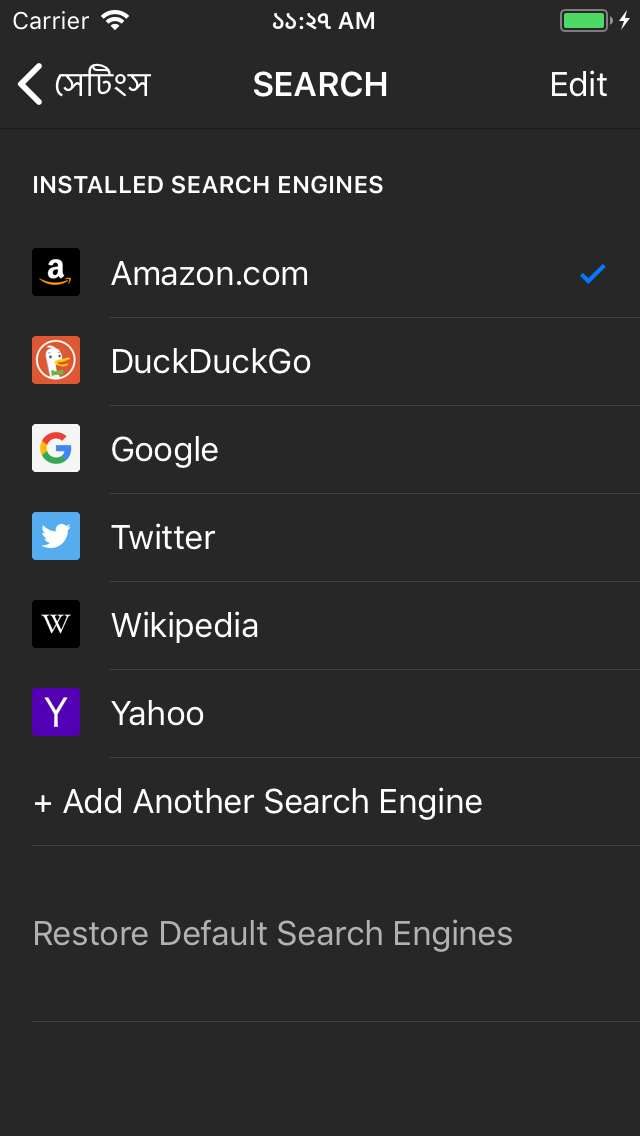 Carrier ১১:২৭ AM
সেটিংস SEARCH Edit
INSTALLED SEARCH ENGINES
Amazon.com
DuckDuckGo
Google
Twitter
Wikipedia
Yahoo
+ Add Another Search Engine
Restore Default Search Engines